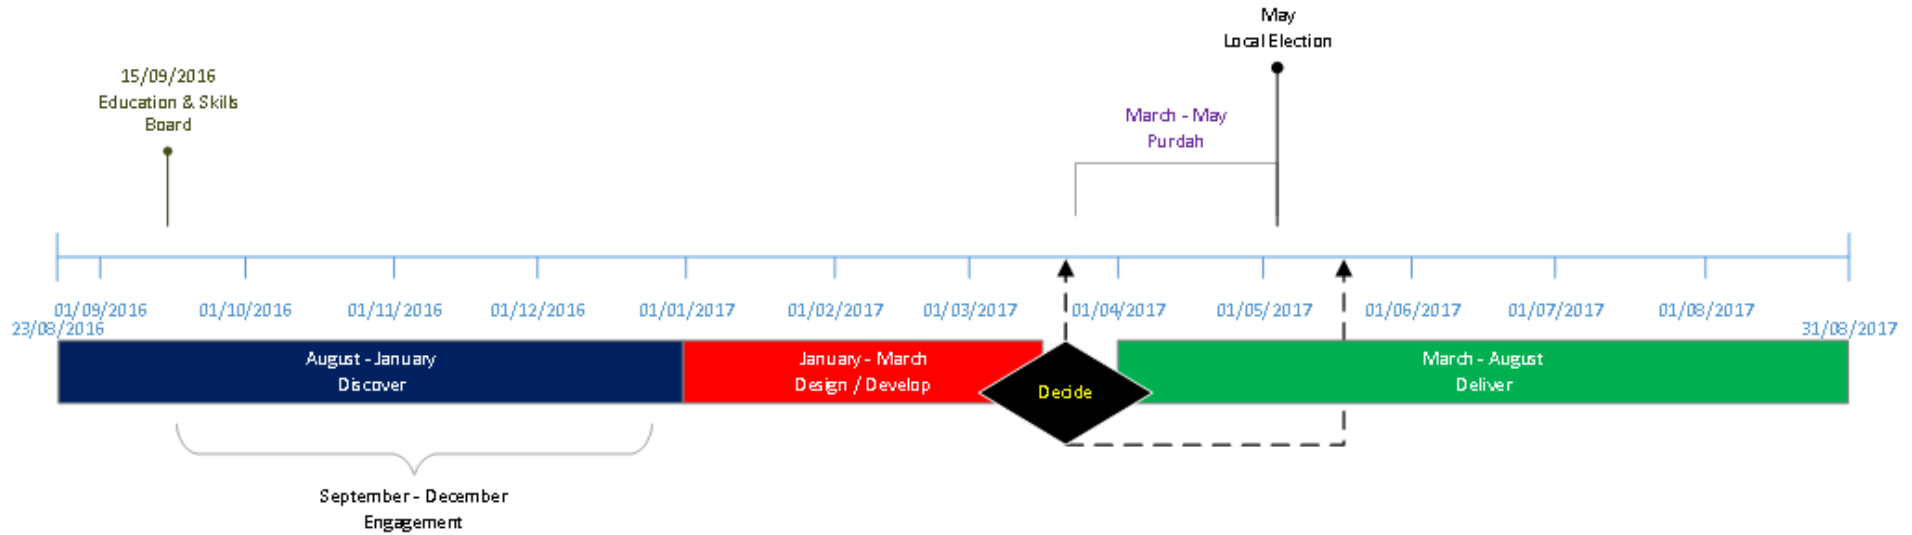 May
Local Election
15/09/2016
Education & Skills
Board
March - May
Purdah
01/09/2016
01/10/2016
01/11/2016
01/12/2016
01/01/2017
01/02/2017
01/03/2017
01/04/2017
01/05/2017
01/06/2017
01/07/2017
01/08/2017
23/08/2016
31/08/2017
August - January
Discover
January - March
Design / Develop
Decide
March - August
Deliver
September - December
Engagement